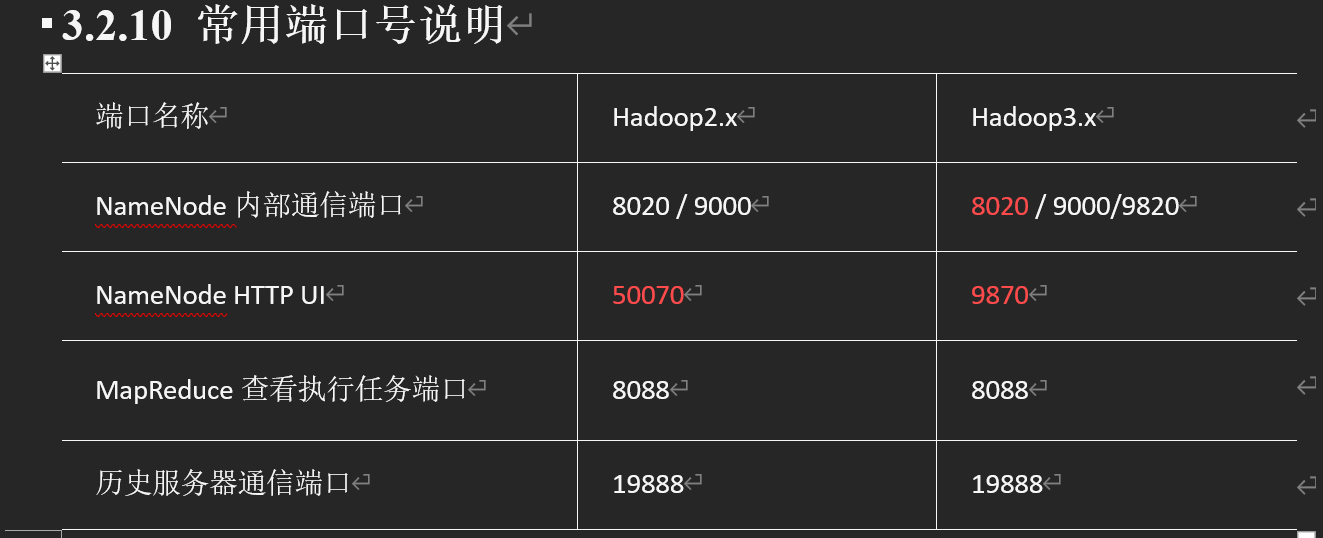 3.2.10 常用端口号说明
端口名称 Hadoop2.x Hadoop3.x
NameNode 内部通信端口 8020 / 9000 8020 / 9000/9820
NameNode HTTP UI 50070 9870
MapReduce 查看执行任务端口 8088 8088
历史服务器通信端口 19888 19888